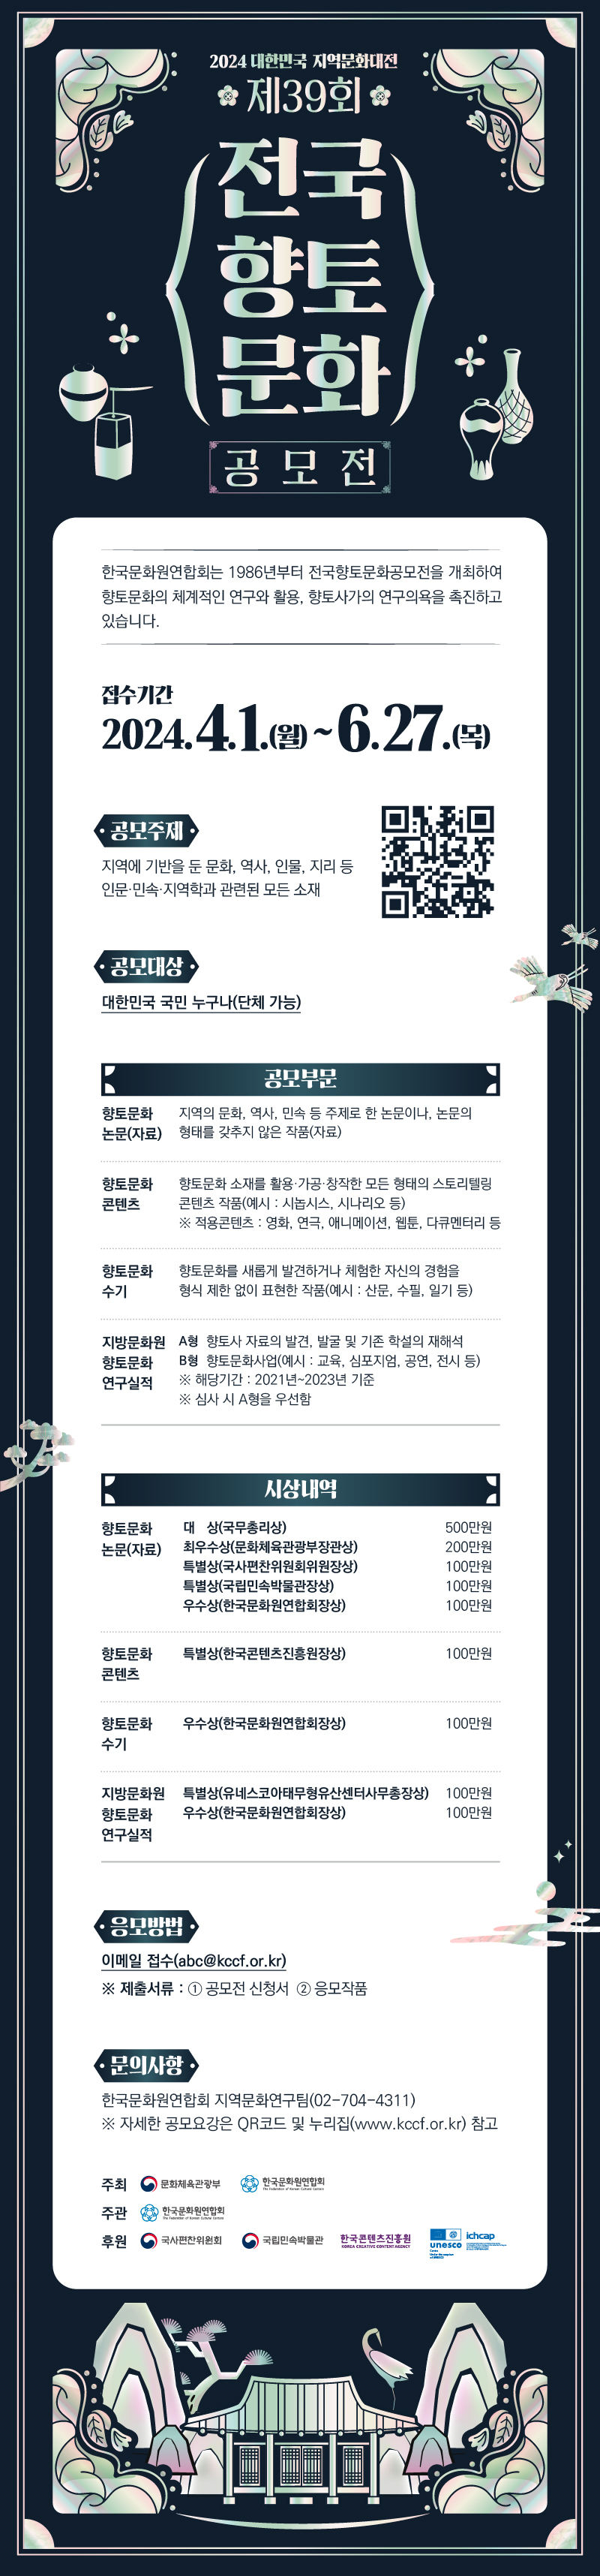 2024 대한민국 지역문화대전
제39회
전국
향토
문화
공모전
한국문화원연합회는 1986년부터 전국향토문화공모전을 개최하여
향토문화의 체계적인 연구와 활용, 향토사가의 연구의욕을 촉진하고
있습니다.
접수기간
2024.4.1.(월) ~ 6.27.(목)
공모주제
지역에 기반을 둔 문화, 역사, 인물, 지리 등
인문·민속·지역학과 관련된 모든 소재
공모대상
대한민국 국민 누구나(단체 가능)
공모부문
향토문화
논문(자료)
지역의 문화, 역사, 민속 등 주제로 한 논문이나, 논문의
형태를 갖추지 않은 작품(자료)
향토문화
콘텐츠
향토문화 소재를 활용·가공·창작한 모든 형태의 스토리텔링
콘텐츠 작품(예시 : 시놉시스, 시나리오 등)
※ 적용콘텐츠 : 영화, 연극, 애니메이션, 웹툰, 다큐멘터리 등
향토문화
수기
향토문화를 새롭게 발견하거나 체험한 자신의 경험을
형식 제한 없이 표현한 작품(예시 : 산문, 수필, 일기 등)
지방문화원
향토문화
연구실적
A형 향토사 자료의 발견, 발굴 및 기존 학설의 재해석
B형 향토문화사업(예시 : 교육, 심포지엄, 공연, 전시 등)
※ 해당기간 : 2021년~2023년 기준
※ 심사 시 A형을 우선함
시상내역
향토문화
논문(자료)
대 상(국무총리상) 500만원
최우수상(문화체육관광부장관상) 200만원
특별상(국사편찬위원회위원장상) 100만원
특별상(국립민속박물관장상) 100만원
우수상(한국문화원연합회장상) 100만원
향토문화
콘텐츠
특별상(한국콘텐츠진흥원장상) 100만원
향토문화
수기
우수상(한국문화원연합회장상) 100만원
지방문화원
향토문화
연구실적
특별상(유네스코아태무형유산센터사무총장상) 100만원
우수상(한국문화원연합회장상) 100만원
응모방법
이메일 접수(abc@kccf.or.kr)
※ 제출서류 : ① 공모전 신청서 ② 응모작품
문의사항
한국문화원연합회 지역문화연구팀(02-704-4311)
※ 자세한 공모요강은 QR코드 및 누리집(www.kccf.or.kr) 참고
주최 문화체육관광부 한국문화원연합회
The Federation of Korean Cultural Centers
주관 한국문화원연합회
The Federation of Korean Cultural Centers
후원 국사편찬위원회 국립민속박물관 한국콘텐츠진흥원 unesco ichcap
KOREA CREATIVE CONTENT AGENCY